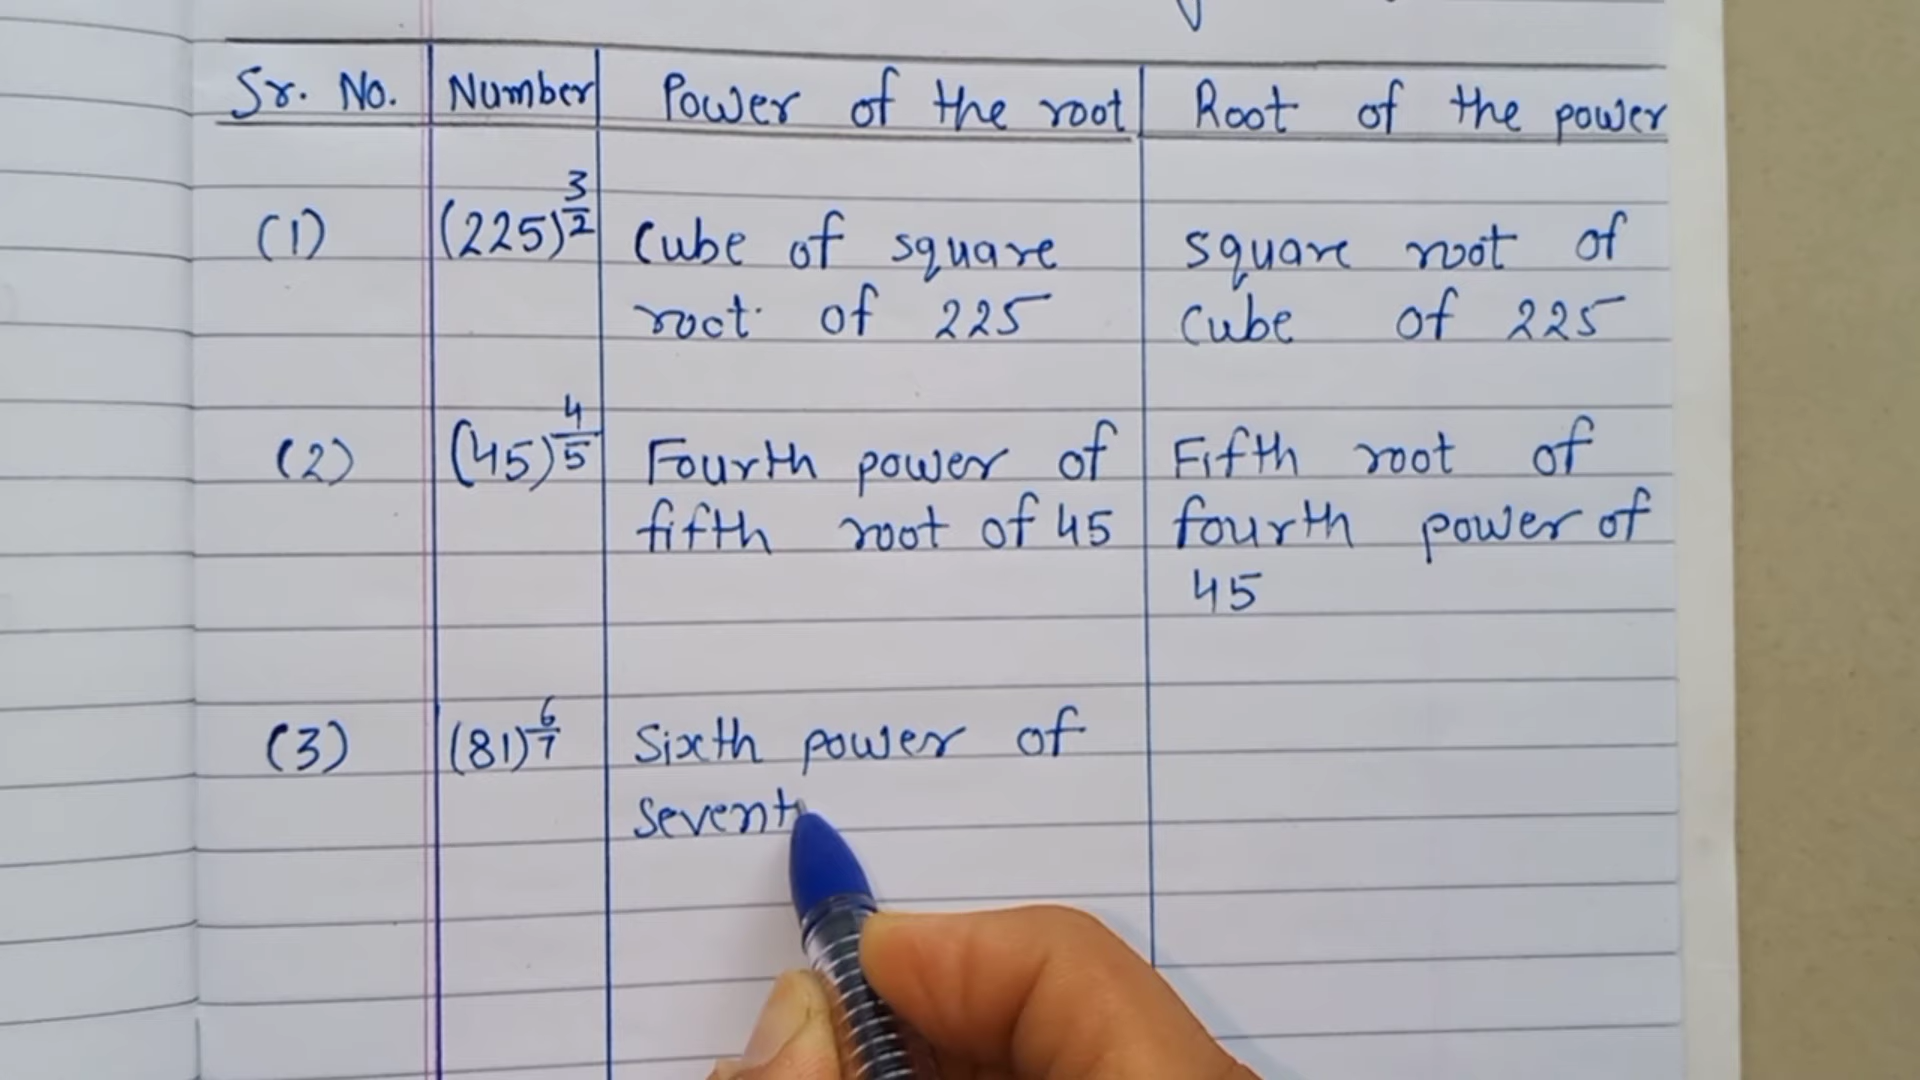 Sr. No. Number Power of the root Root of the power
(1) (225)^3/2 Cube of square square root of
root of 225 cube of 225
(2) (45)^4/5 Fourth power of Fifth root of
fifth root of 45 fourth power of
45
(3) (81)^6/7 Sixth power of
sevent